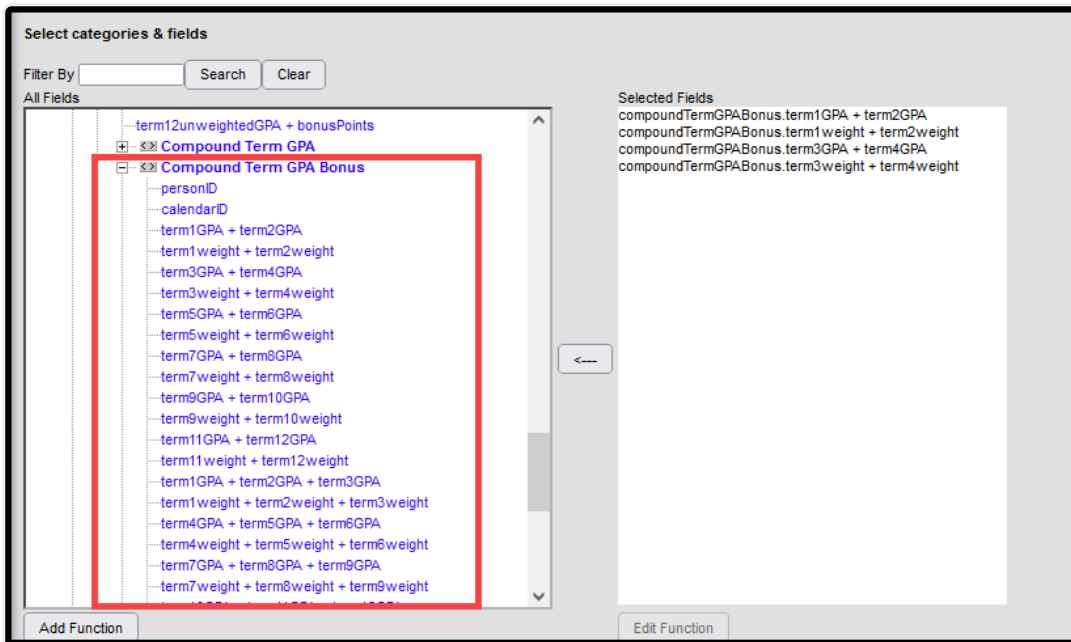 Select categories & fields
Filter By
Search
Clear
All Fields
term12unweightedGPA + bonusPoints
Compound Term GPA
Compound Term GPA Bonus
personID
calendarID
term1GPA + term2GPA
term1weight + term2weight
term3GPA + term4GPA
term3weight + term4weight
term5GPA + term6GPA
term5weight + term6weight
term7GPA + term8GPA
term7weight + term8weight
term9GPA + term10GPA
term9weight + term10weight
term11GPA + term12GPA
term11weight + term12weight
term1GPA + term2GPA + term3GPA
term1weight + term2weight + term3weight
term4GPA + term5GPA + term6GPA
term4weight + term5weight + term6weight
term7GPA + term8GPA + term9GPA
term7weight + term8weight + term9weight
Add Function
<---
Selected Fields
compoundTermGPABonus.term1GPA + term2GPA
compoundTermGPABonus.term1weight + term2weight
compoundTermGPABonus.term3GPA + term4GPA
compoundTermGPABonus.term3weight + term4weight
Edit Function